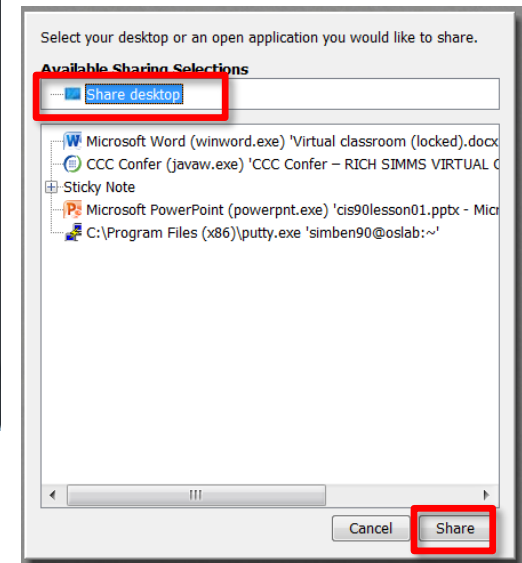 Select your desktop or an open application you would like to share.
Available Sharing Selections
Share desktop
Microsoft Word (winword.exe) 'Virtual classroom (locked).docx
CCC Confer (javaw.exe) 'CCC Confer – RICH SIMMS VIRTUAL
Sticky Note
Microsoft PowerPoint (powerpnt.exe) 'cis90lesson01.pptx - Micr
C:\Program Files (x86)\putty.exe 'simben90@oslab:~'
Cancel Share